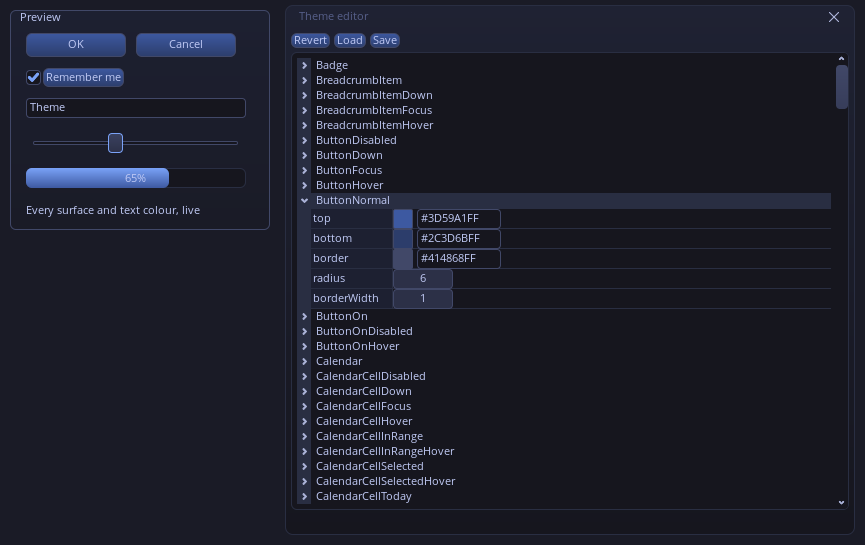 Preview
OK
Cancel
Remember me
Theme
65%
Every surface and text colour, live
Theme editor
Revert
Load
Save
Badge
BreadcrumbItem
BreadcrumbItemDown
BreadcrumbItemFocus
BreadcrumbItemHover
ButtonDisabled
ButtonDown
ButtonFocus
ButtonHover
ButtonNormal
top #3D59A1FF
bottom #2C3D6BFF
border #414868FF
radius 6
borderWidth 1
ButtonOn
ButtonOnDisabled
ButtonOnHover
Calendar
CalendarCellDisabled
CalendarCellDown
CalendarCellFocus
CalendarCellHover
CalendarCellInRange
CalendarCellInRangeHover
CalendarCellSelected
CalendarCellSelectedHover
CalendarCellToday